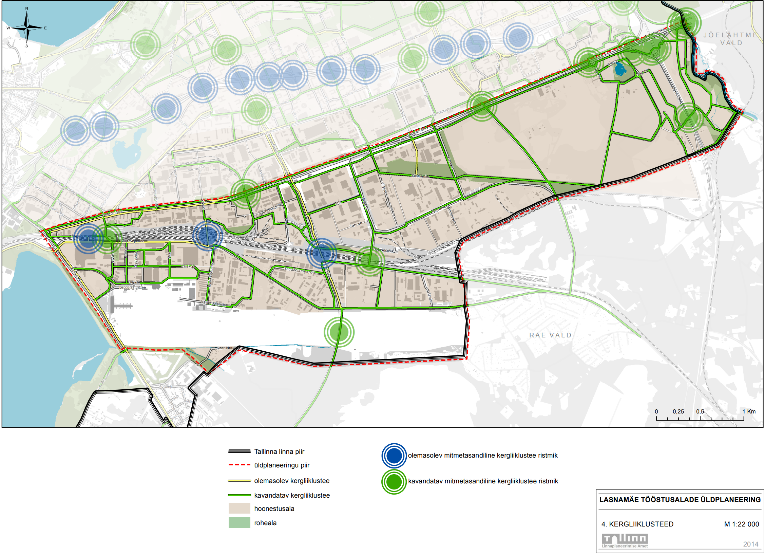 N
W E
S
JÕELÄHTME
VALD
RAE VALD
0 0,25 0,5 1 Km
Tallinna linna piir
üldplaneeringu piir
olemasolev kergliiklustee
kavandatav kergliiklustee
hoonestusala
roheala
olemasolev mitmetasandiline kergliiklustee ristmik
kavandatav mitmetasandiline kergliiklustee ristmik
LASNAMÄE TÖÖSTUSALADE ÜLDPLANEERING
4. KERGLIIKLUSTEED M 1:22 000
Tallinn
2014